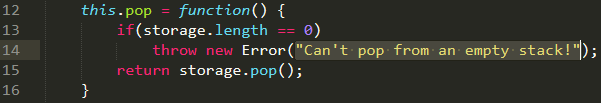 12 this.pop = function() {
13 if(storage.length == 0)
14 throw new Error("Can't pop from an empty stack!");
15 return storage.pop();
16 }